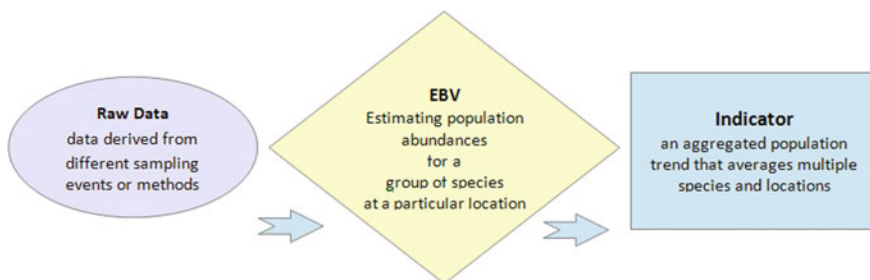 Raw Data
data derived from
different sampling
events or methods
EBV
Estimating population
abundances
for a
group of species
at a particular location
Indicator
an aggregated population
trend that averages multiple
species and locations